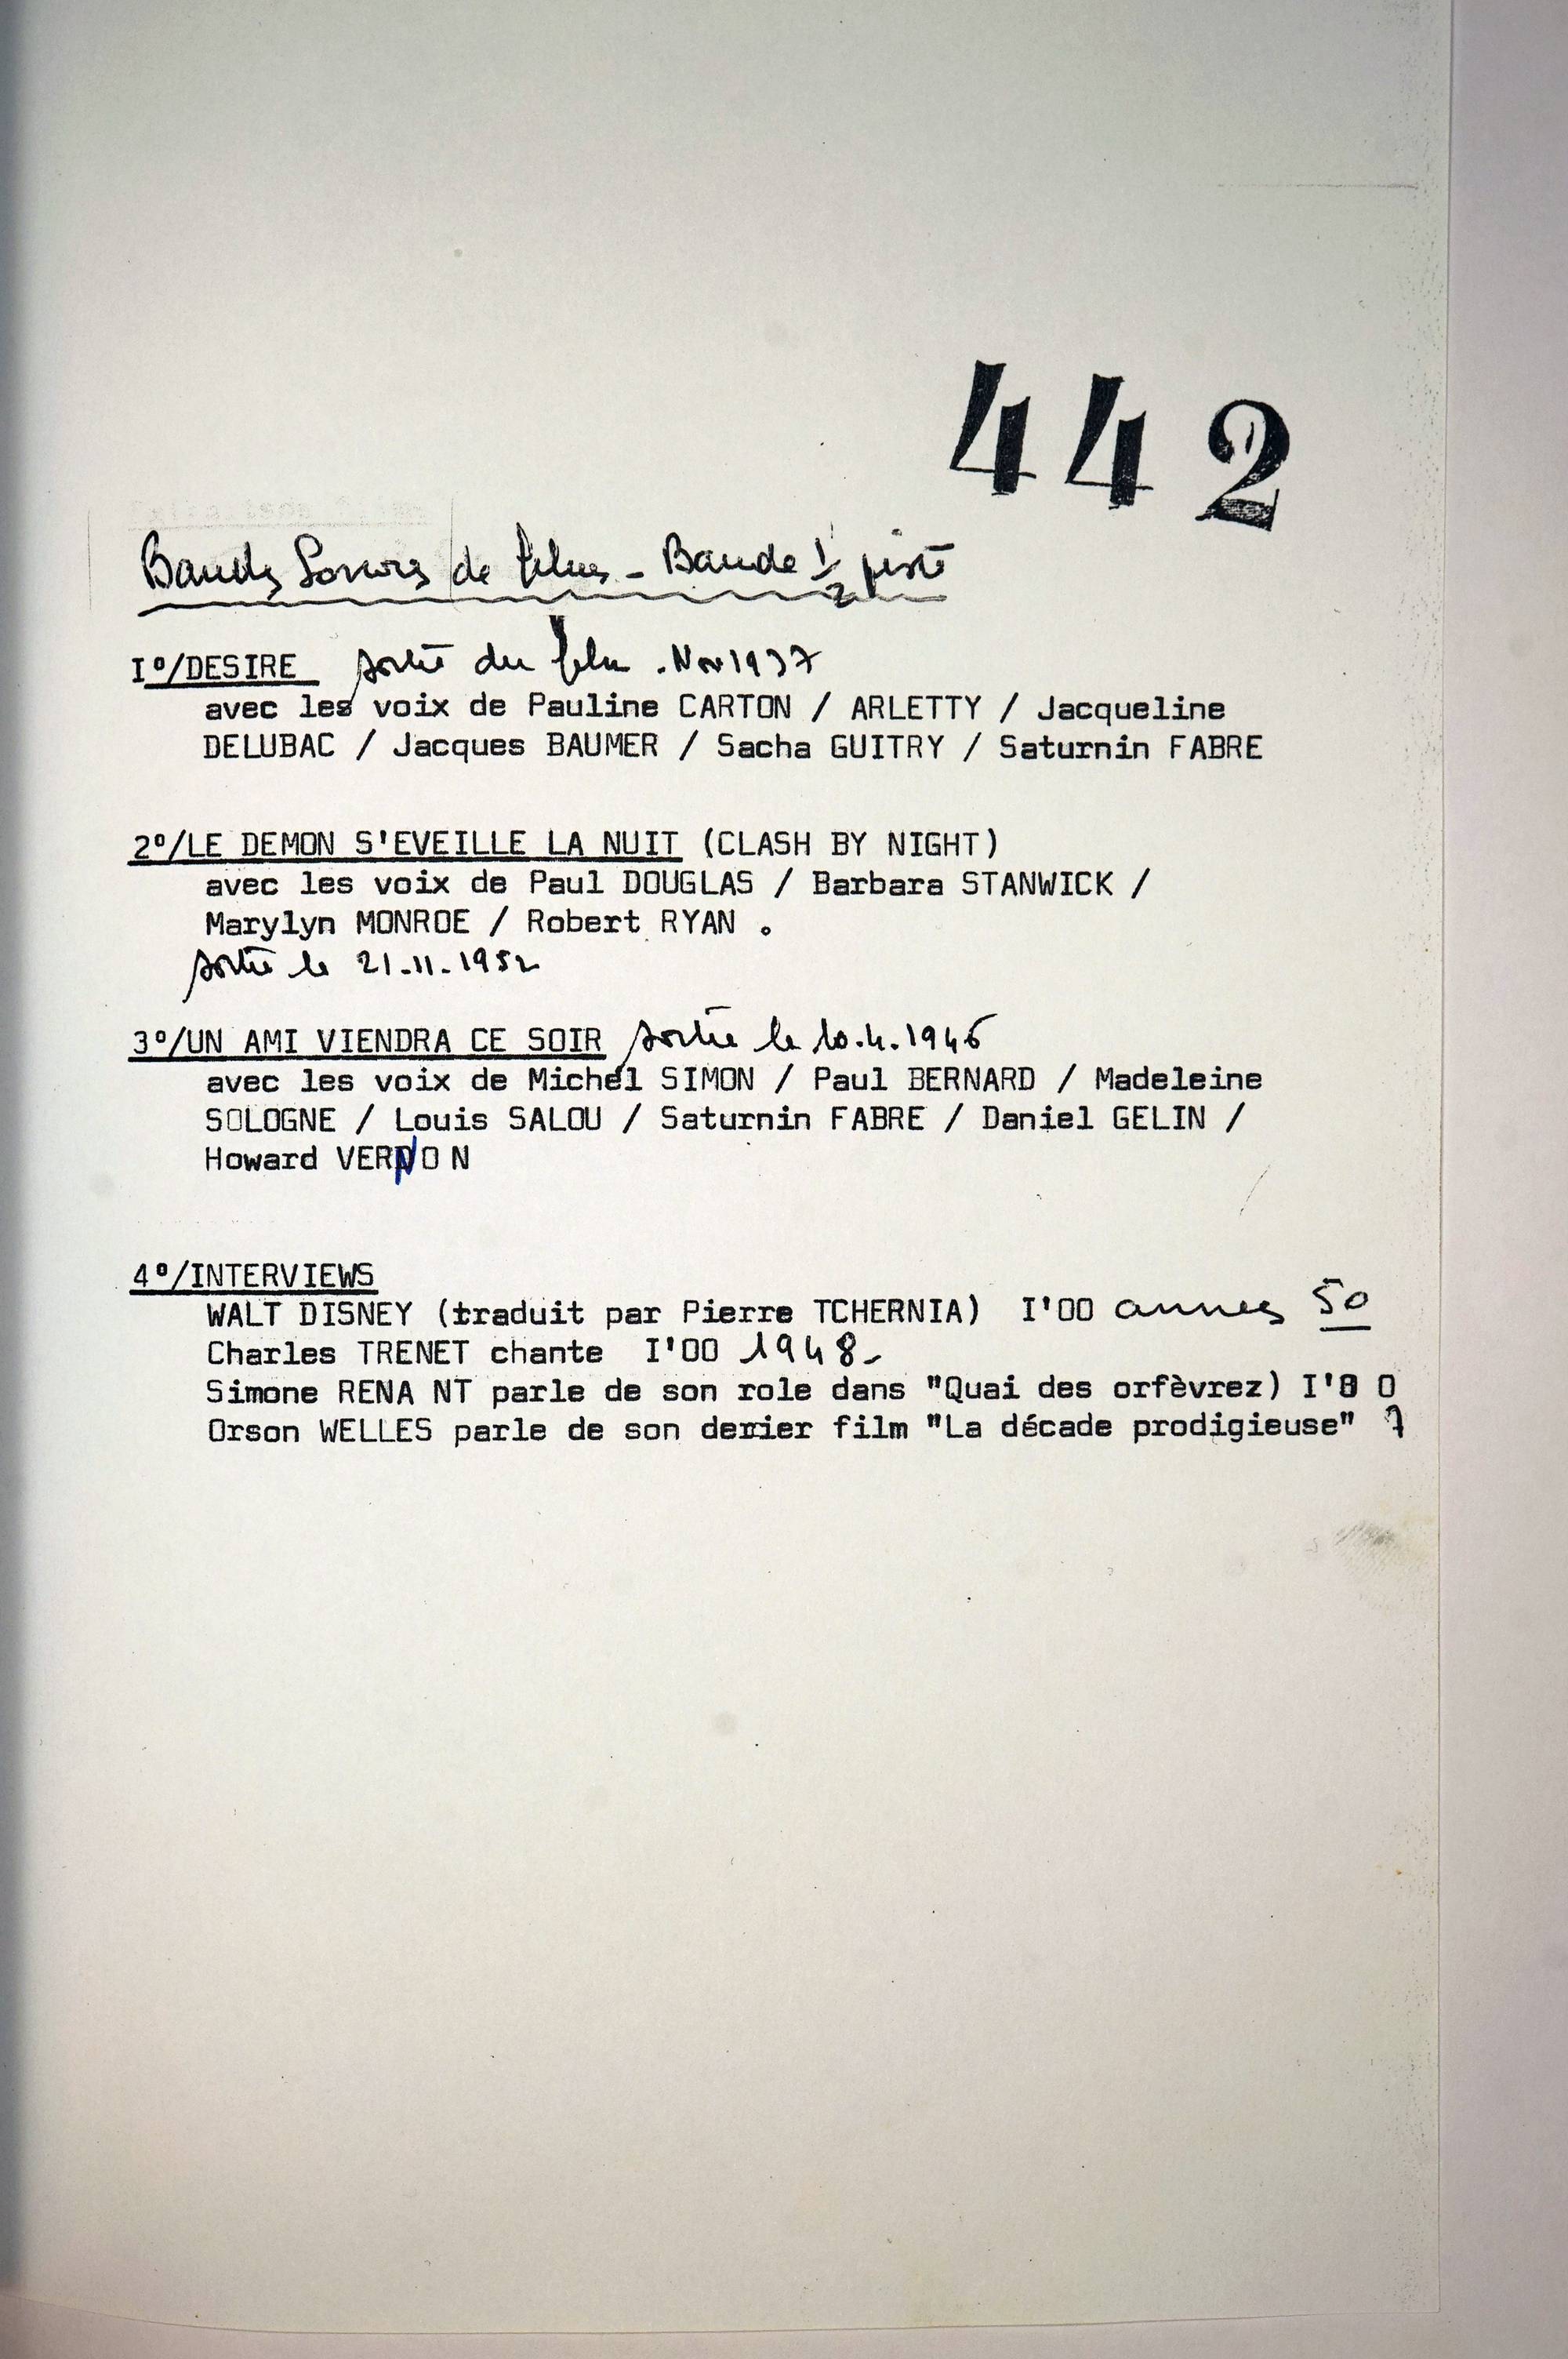 442
Bandes Sonores de films - Bande 1/2 piste
I°/DESIRE sortie du film . Nov 1937
avec les voix de Pauline CARTON / ARLETTY / Jacqueline
DELUBAC / Jacques BAUMER / Sacha GUITRY / Saturnin FABRE
2°/LE DEMON S'EVEILLE LA NUIT (CLASH BY NIGHT)
avec les voix de Paul DOUGLAS / Barbara STANWICK /
Marylyn MONROE / Robert RYAN .
sortie le 21.11.1952
3°/UN AMI VIENDRA CE SOIR sortie le 10.4.1946
avec les voix de Michel SIMON / Paul BERNARD / Madeleine
SOLOGNE / Louis SALOU / Saturnin FABRE / Daniel GELIN /
Howard VERNON
4°/INTERVIEWS
WALT DISNEY (traduit par Pierre TCHERNIA) I'00 annees 50
Charles TRENET chante I'00 1948-
Simone RENA NT parle de son role dans "Quai des orfèvrez) I'
Orson WELLES parle de son dernier film "La décade prodigieuse"